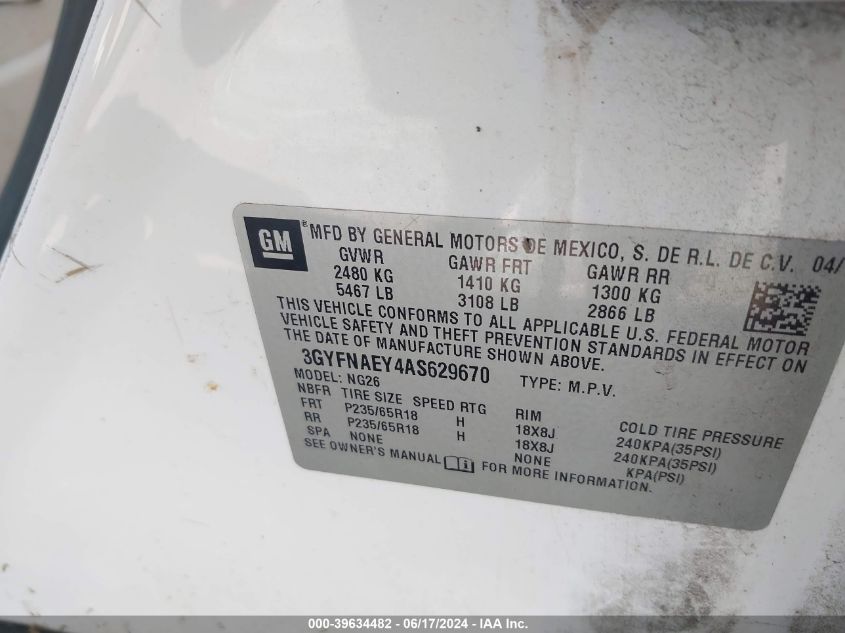 GM ® MFD BY GENERAL MOTORS DE MEXICO, S. DE R.L. DE C.V. 04/
GVWR GAWR FRT GAWR RR
2480 KG 1410 KG 1300 KG
5467 LB 3108 LB 2866 LB
THIS VEHICLE CONFORMS TO ALL APPLICABLE U.S. FEDERAL MOTOR
VEHICLE SAFETY AND THEFT PREVENTION STANDARDS IN EFFECT ON
THE DATE OF MANUFACTURE SHOWN ABOVE.
3GYFNAEY4AS629670 TYPE: M.P.V.
MODEL: NG26
NBFR TIRE SIZE SPEED RTG RIM COLD TIRE PRESSURE
FRT P235/65R18 H 18X8J 240KPA(35PSI)
RR P235/65R18 H 18X8J 240KPA(35PSI)
SPA NONE NONE KPA(PSI)
SEE OWNER'S MANUAL FOR MORE INFORMATION.
000-39634482 - 06/17/2024 - IAA Inc.